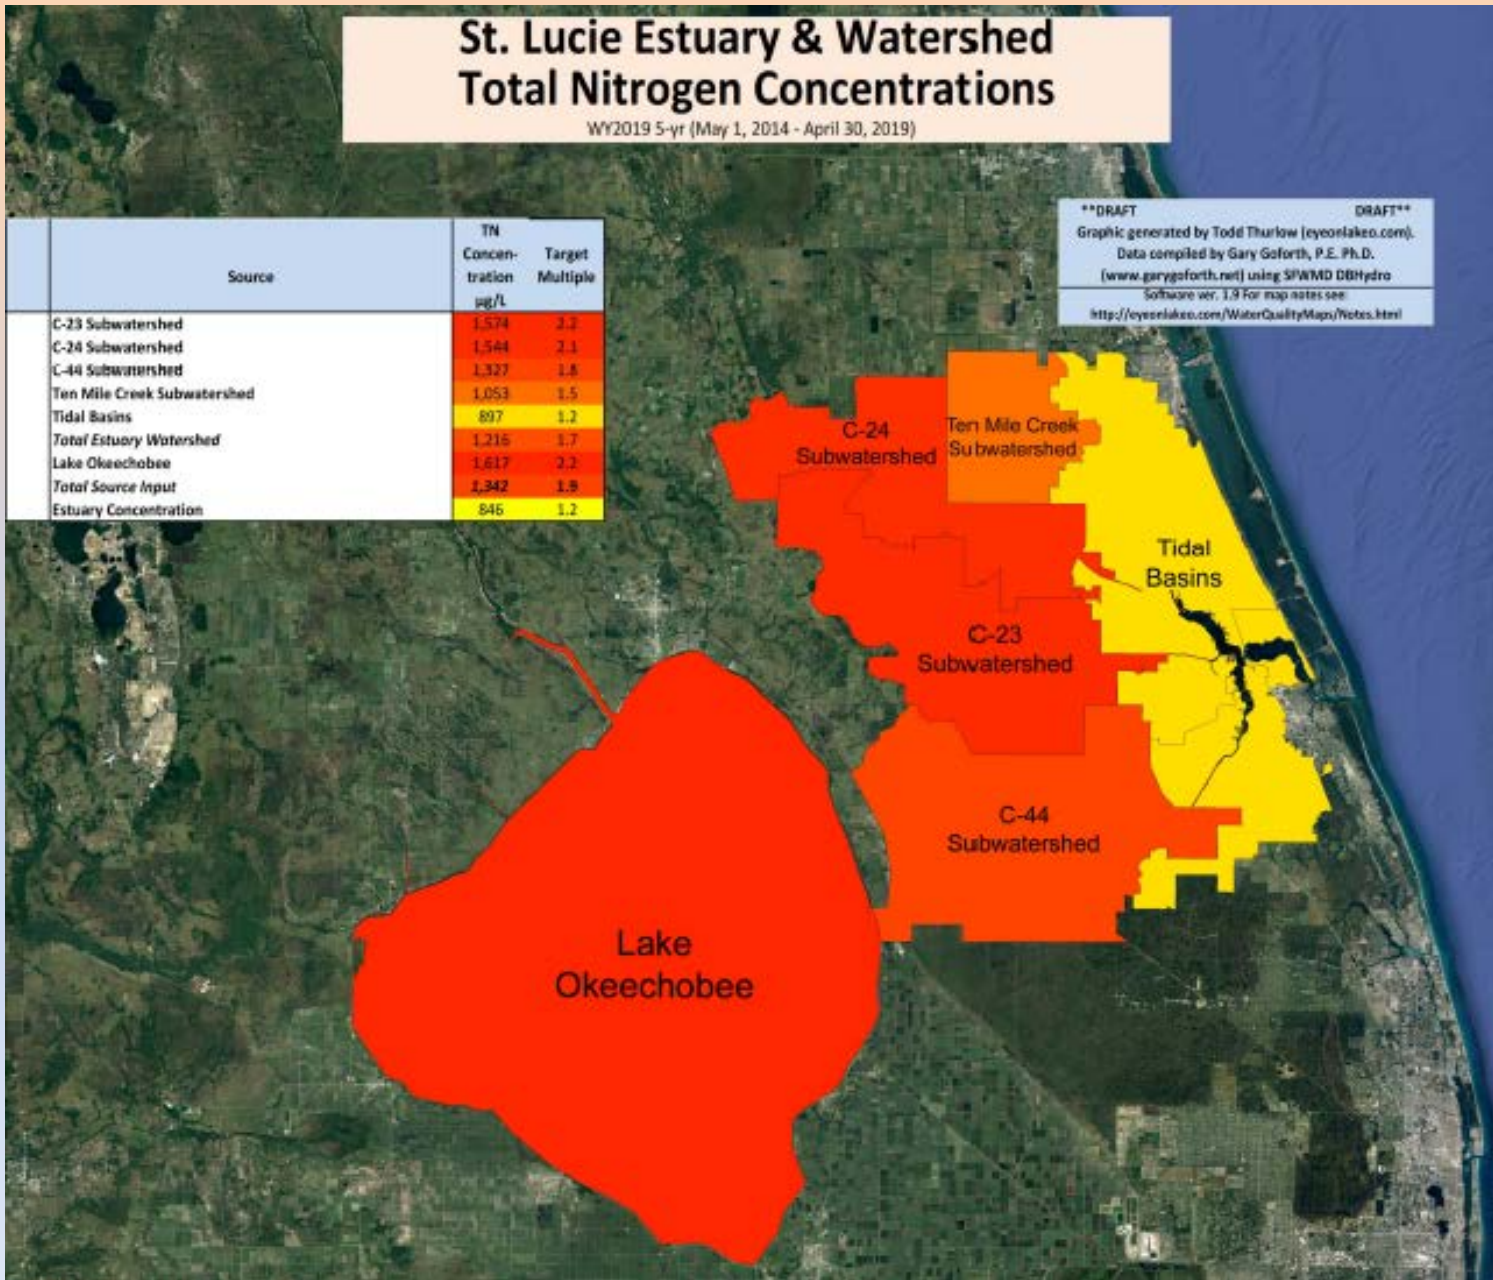 St. Lucie Estuary & Watershed
Total Nitrogen Concentrations
WY2019 5-yr (May 1, 2014 - April 30, 2019)
**DRAFT DRAFT**
Graphic generated by Todd Thurlow (eyeonlakeo.com).
Data compiled by Gary Goforth, P.E. Ph.D.
(www.garygoforth.net) using SFWMD DBHydro
Software ver. 1.9 For map notes see:
http://eyeonlakeo.com/WaterQualityMaps/Notes.html
Source TN Concen-tration µg/L Target Multiple
C-23 Subwatershed 1,574 2.2
C-24 Subwatershed 1,544 2.1
C-44 Subwatershed 1,327 1.8
Ten Mile Creek Subwatershed 1,053 1.5
Tidal Basins 897 1.2
Total Estuary Watershed 1,216 1.7
Lake Okeechobee 1,617 2.2
Total Source Input 1,342 1.9
Estuary Concentration 846 1.2
C-24
Subwatershed
Ten Mile Creek
Subwatershed
Tidal
Basins
C-23
Subwatershed
C-44
Subwatershed
Lake
Okeechobee